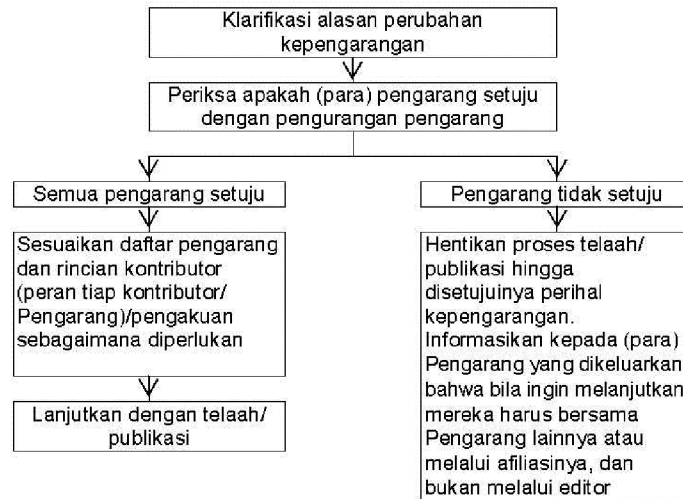 Klarifikasi alasan perubahan
kepengarangan
Periksa apakah (para) pengarang setuju
dengan pengurangan pengarang
Semua pengarang setuju
Pengarang tidak setuju
Sesuaikan daftar pengarang
dan rincian kontributor
(peran tiap kontributor/
Pengarang)/pengakuan
sebagaimana diperlukan
Lanjutkan dengan telaah/
publikasi
Hentikan proses telaah/
publikasi hingga
disetujuinya perihal
kepengarangan.
Informasikan kepada (para)
Pengarang yang dikeluarkan
bahwa bila ingin melanjutkan
mereka harus bersama
Pengarang lainnya atau
melalui afiliasinya, dan
bukan melalui editor